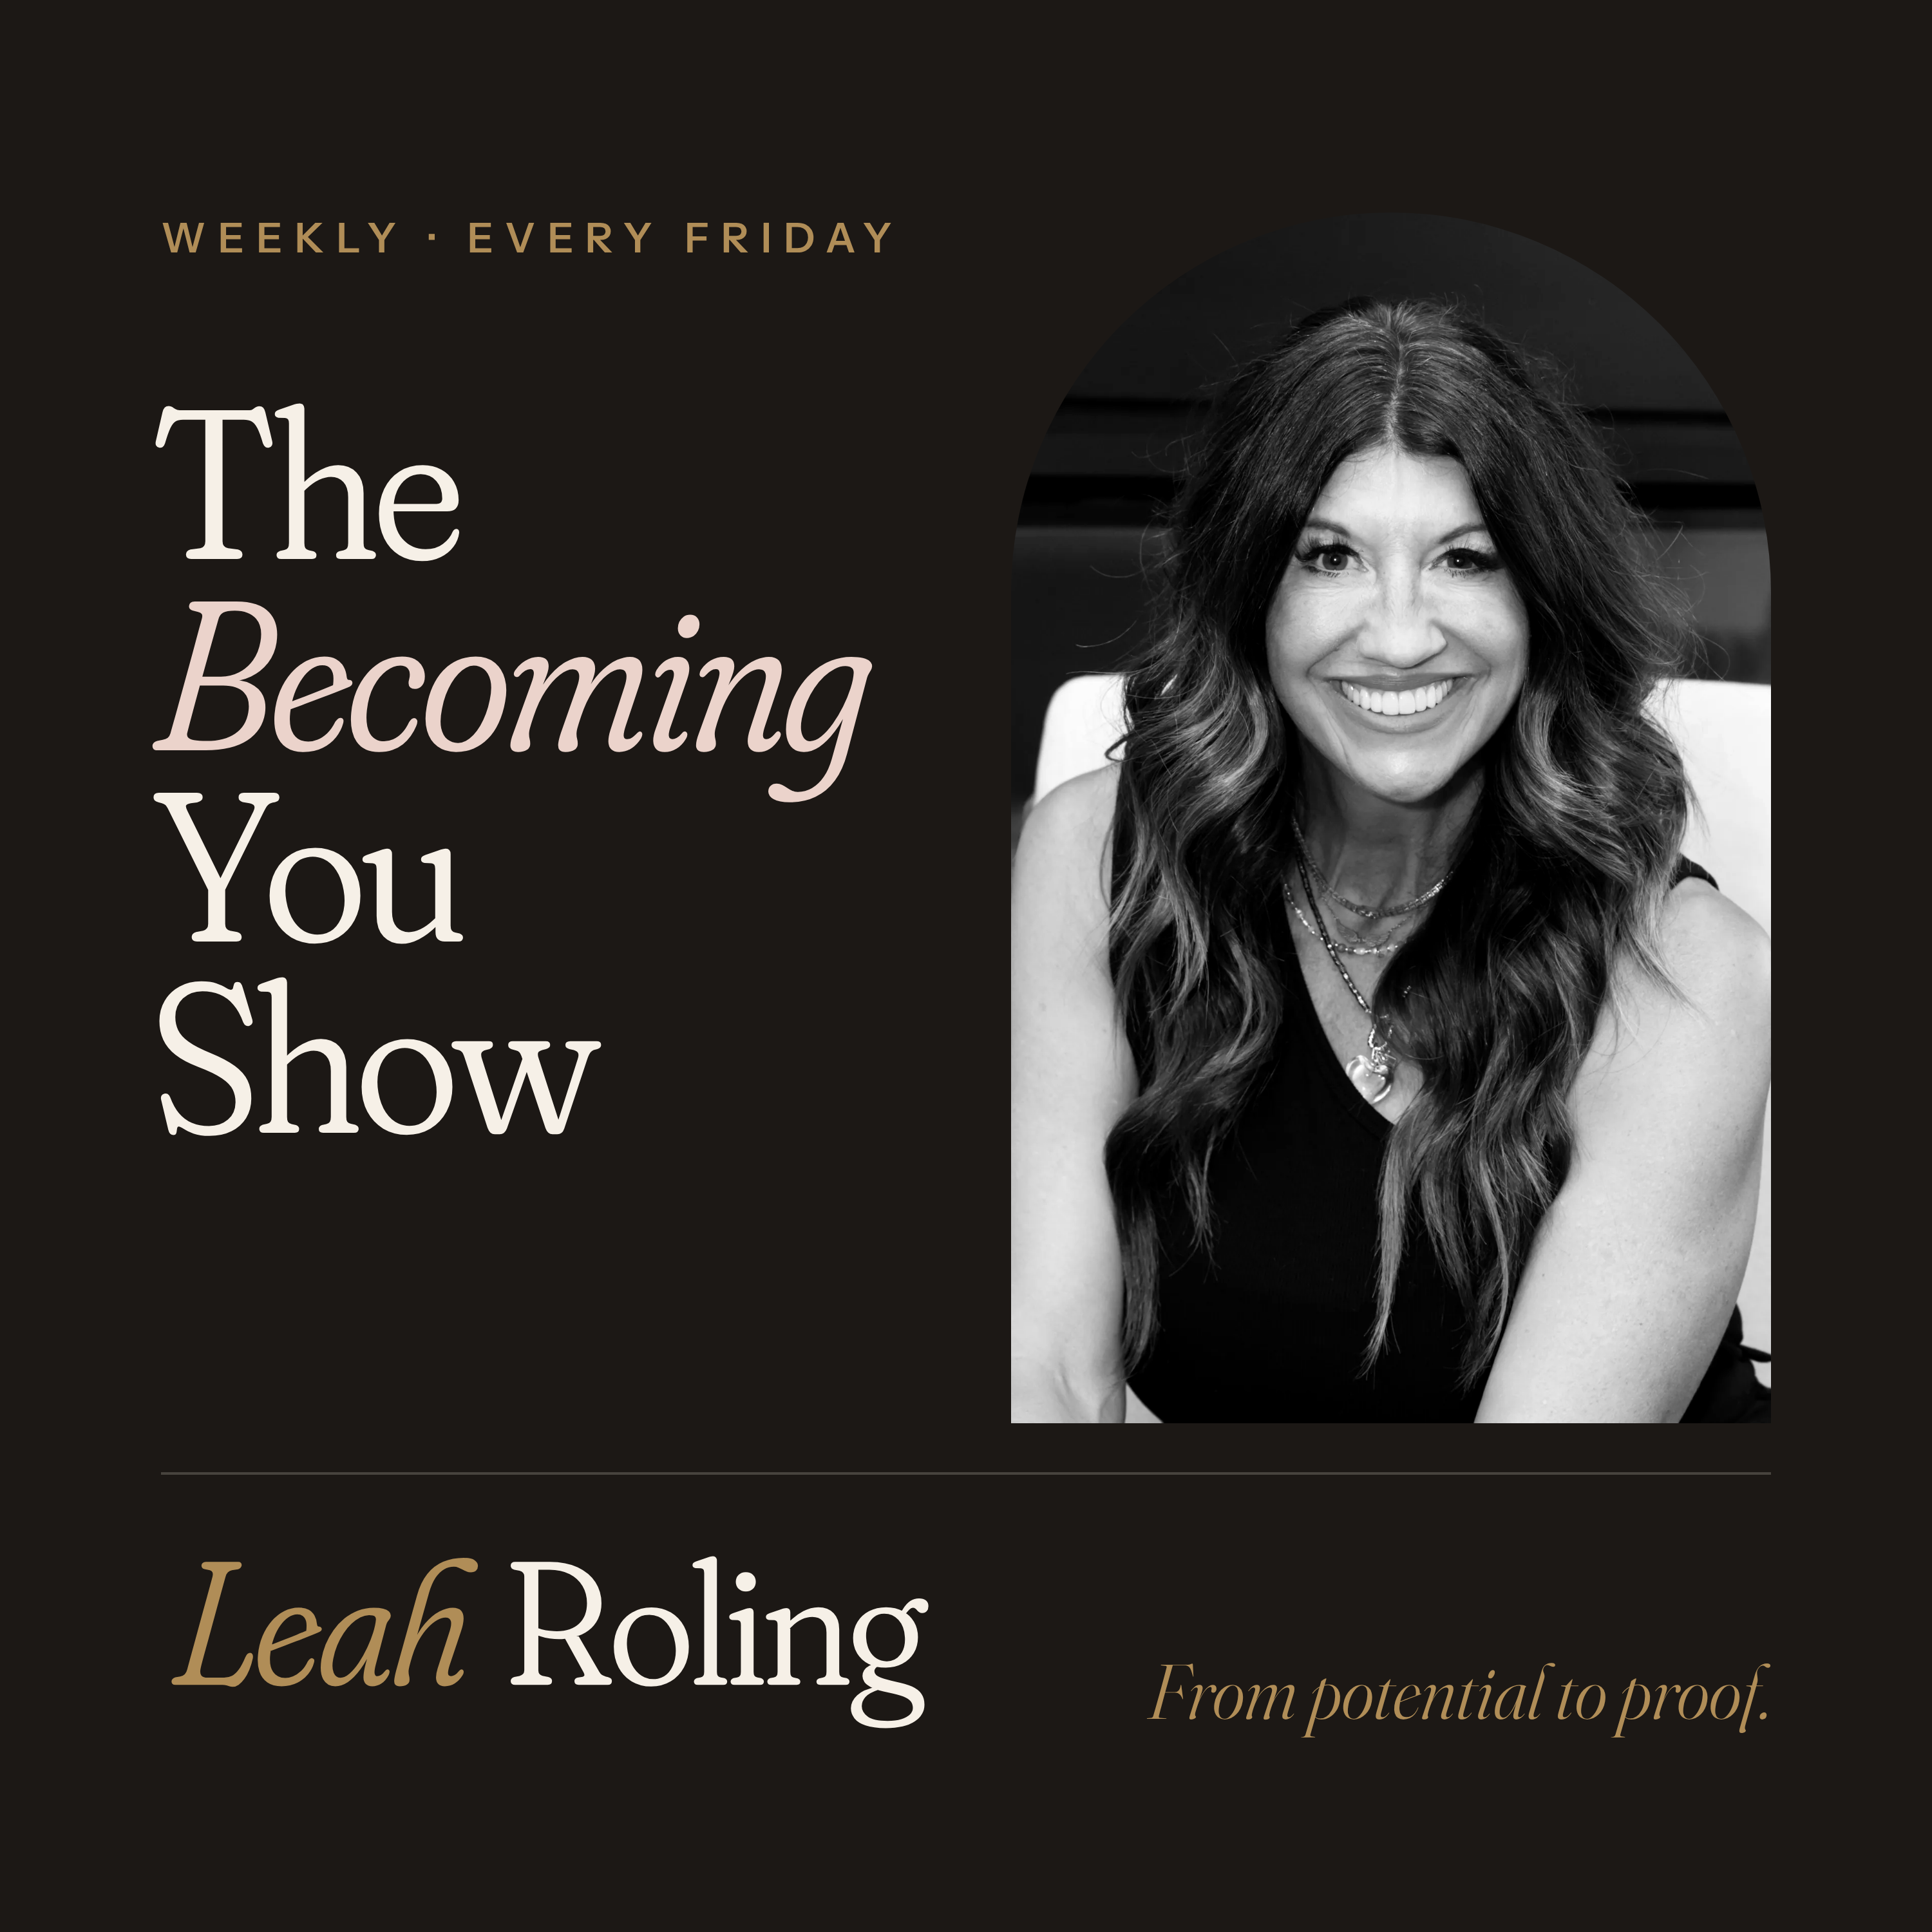 WEEKLY · EVERY FRIDAY
The
Becoming
You
Show
Leah Roling
From potential to proof.